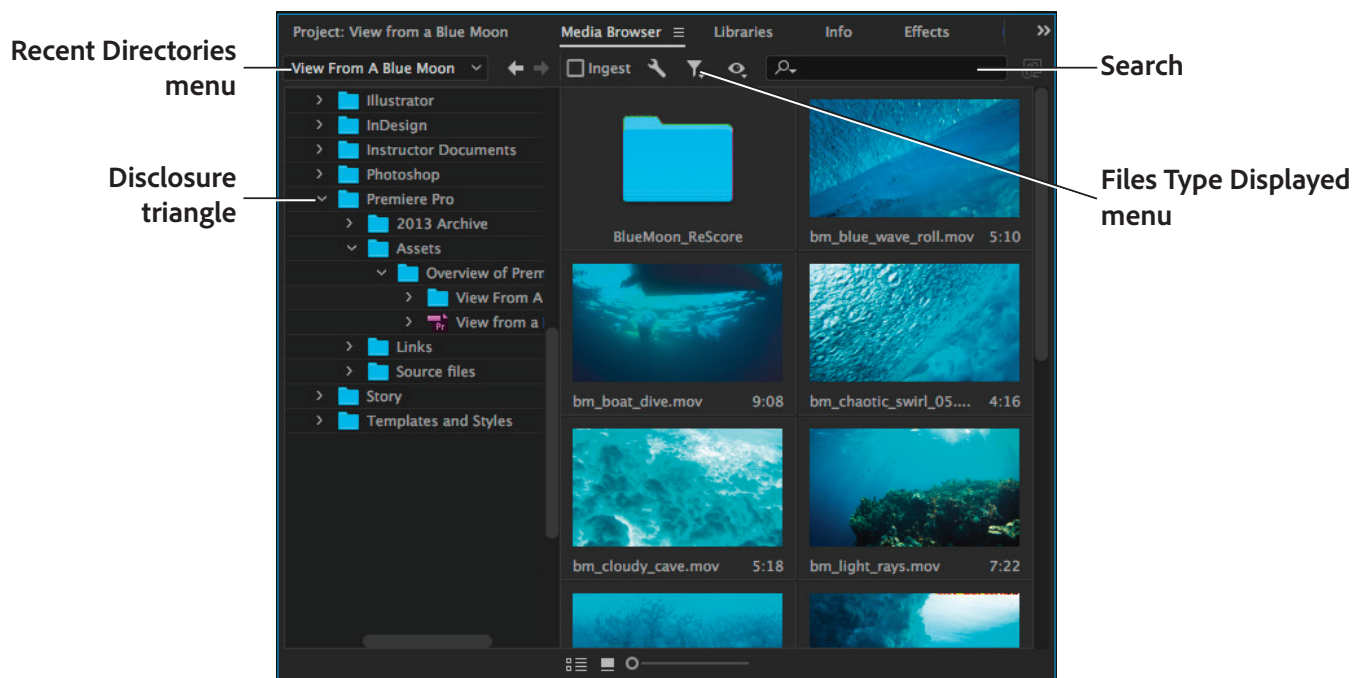 Project: View from a Blue Moon
Media Browser
Libraries
Info
Effects
Recent Directories
menu
View From A Blue Moon
Ingest
Search
Illustrator
InDesign
Instructor Documents
Photoshop
Disclosure
triangle
Premiere Pro
2013 Archive
Assets
Overview of Prem
View From A
Pr
View from a
Links
Source files
Story
Templates and Styles
Files Type Displayed
menu
BlueMoon_ReScore
bm_blue_wave_roll.mov 5:10
bm_boat_dive.mov 9:08
bm_chaotic_swirl_05.... 4:16
bm_cloudy_cave.mov 5:18
bm_light_rays.mov 7:22